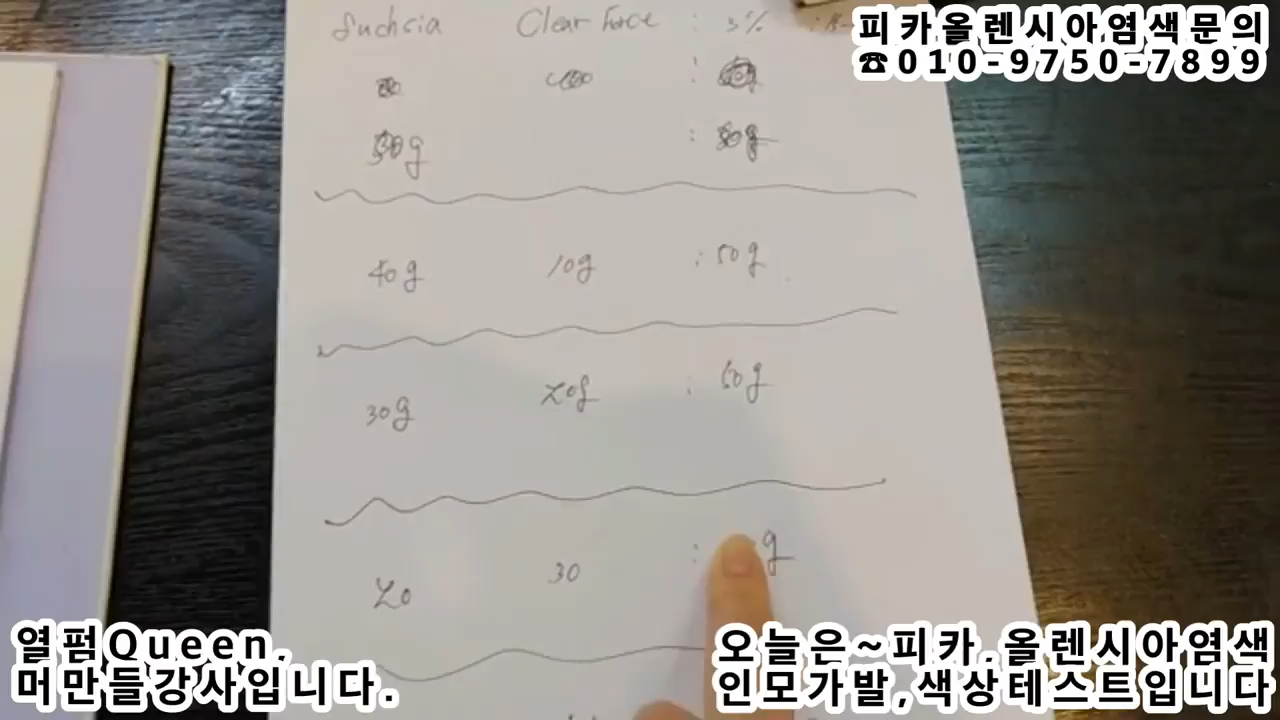 피카올렌시아염색문의
☎010-9750-7899
Fuchsia Clear Force : 3%
40g 10g : 50g
30g 20g : 50g
20 30 : g
열펌Queen,
머만들강사입니다.
오늘은~피카.올렌시아염색
인모가발,색상테스트입니다